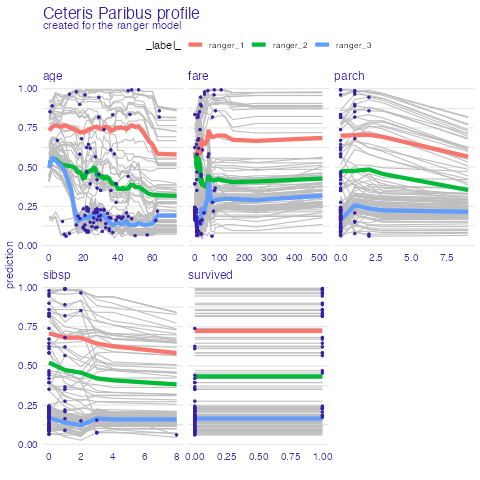 Ceteris Paribus profile
created for the ranger model
_label_ ranger_1 ranger_2 ranger_3
age fare parch
1.00
0.75
0.50
0.25
0.00
0 20 40 60 0 100 200 300 400 500 0.0 2.5 5.0 7.5
prediction
sibsp survived
1.00
0.75
0.50
0.25
0.00
0 2 4 6 8 0.00 0.25 0.50 0.75 1.00